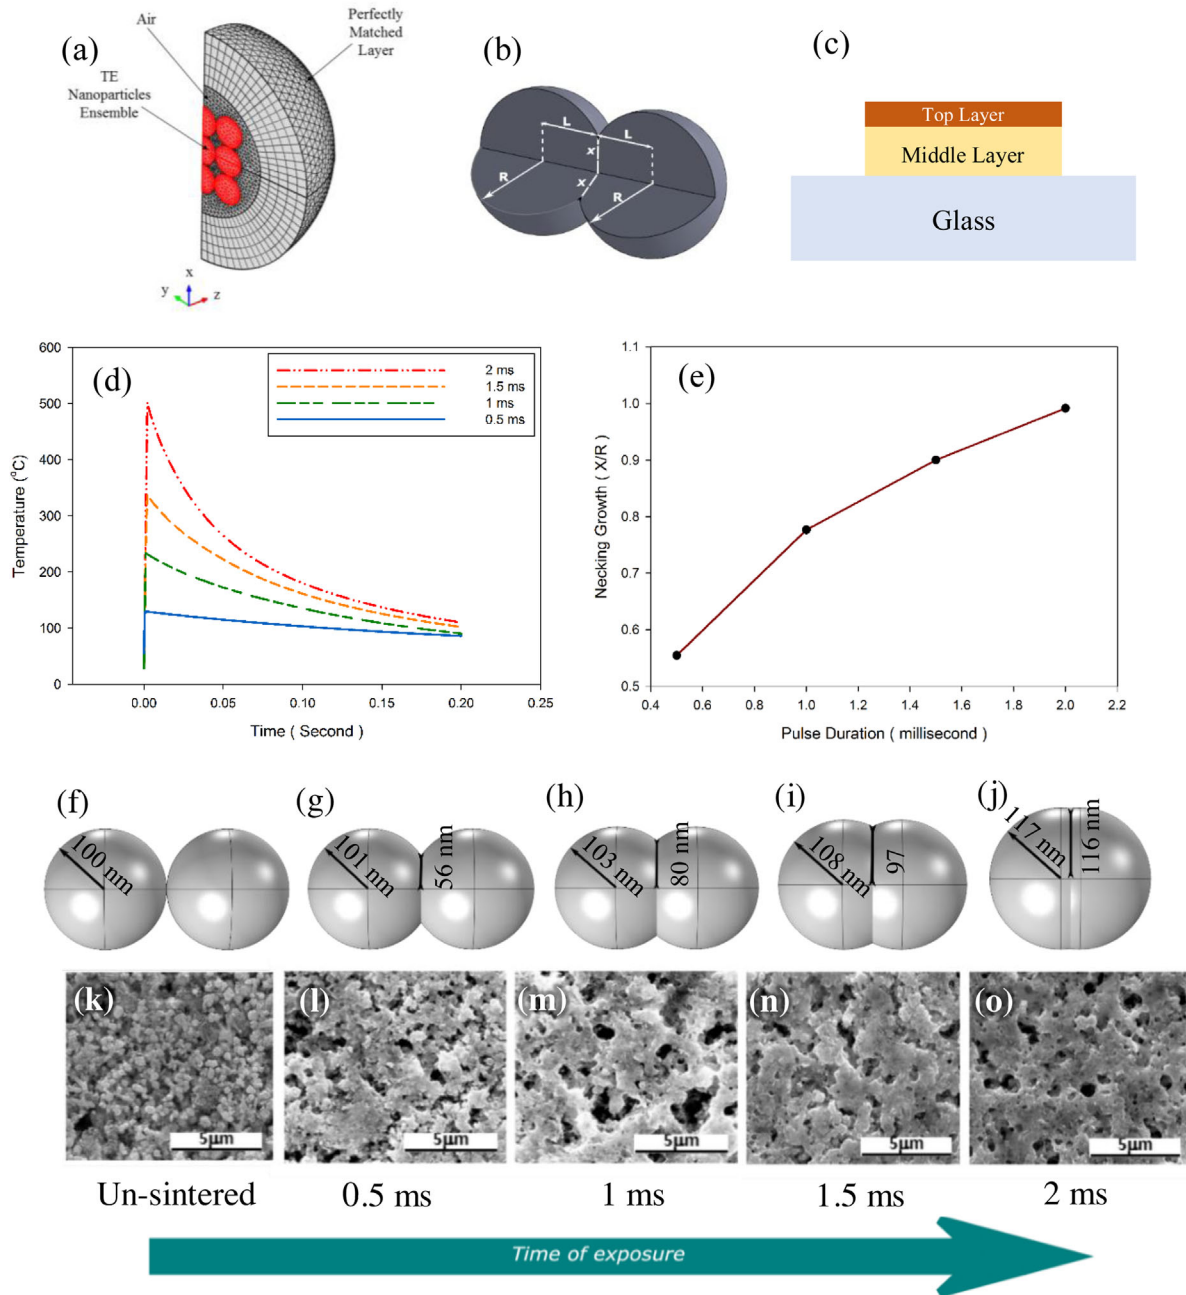 (a)
Air
Perfectly
Matched
Layer
TE
Nanoparticles
Ensemble
x
y
z
(b)
L
L
x
x
R
R
(c)
Top Layer
Middle Layer
Glass
(d)
600
500
400
300
200
100
0
Temperature (°C)
2 ms
1.5 ms
1 ms
0.5 ms
0.00
0.05
0.10
0.15
0.20
0.25
Time ( Second )
(e)
1.1
1.0
0.9
0.8
0.7
0.6
0.5
Necking Growth ( X/R )
0.4
0.6
0.8
1.0
1.2
1.4
1.6
1.8
2.0
2.2
Pulse Duration ( millisecond )
(f)
100 nm
(g)
101 nm
56 nm
(h)
103 nm
80 nm
(i)
108 nm
97
(j)
117 nm
116 nm
(k)
5μm
(l)
5μm
(m)
5μm
(n)
5μm
(o)
5μm
Un-sintered
0.5 ms
1 ms
1.5 ms
2 ms
Time of exposure